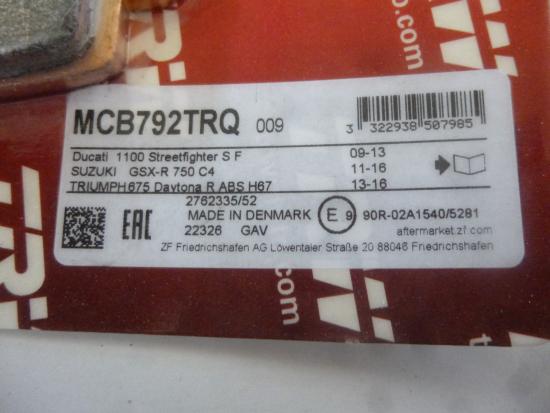 MCB792TRQ 009
3 322938 507985
Ducati 1100 Streetfighter S F 09-13
SUZUKI GSX-R 750 C4 11-16
TRIUMPH 675 Daytona R ABS H67 13-16
2762335/52
MADE IN DENMARK E 9 90R-02A1540/5281
EAC 22326 GAV aftermarket.zf.com
ZF Friedrichshafen AG Löwentaler Straße 20 88046 Friedrichshafen